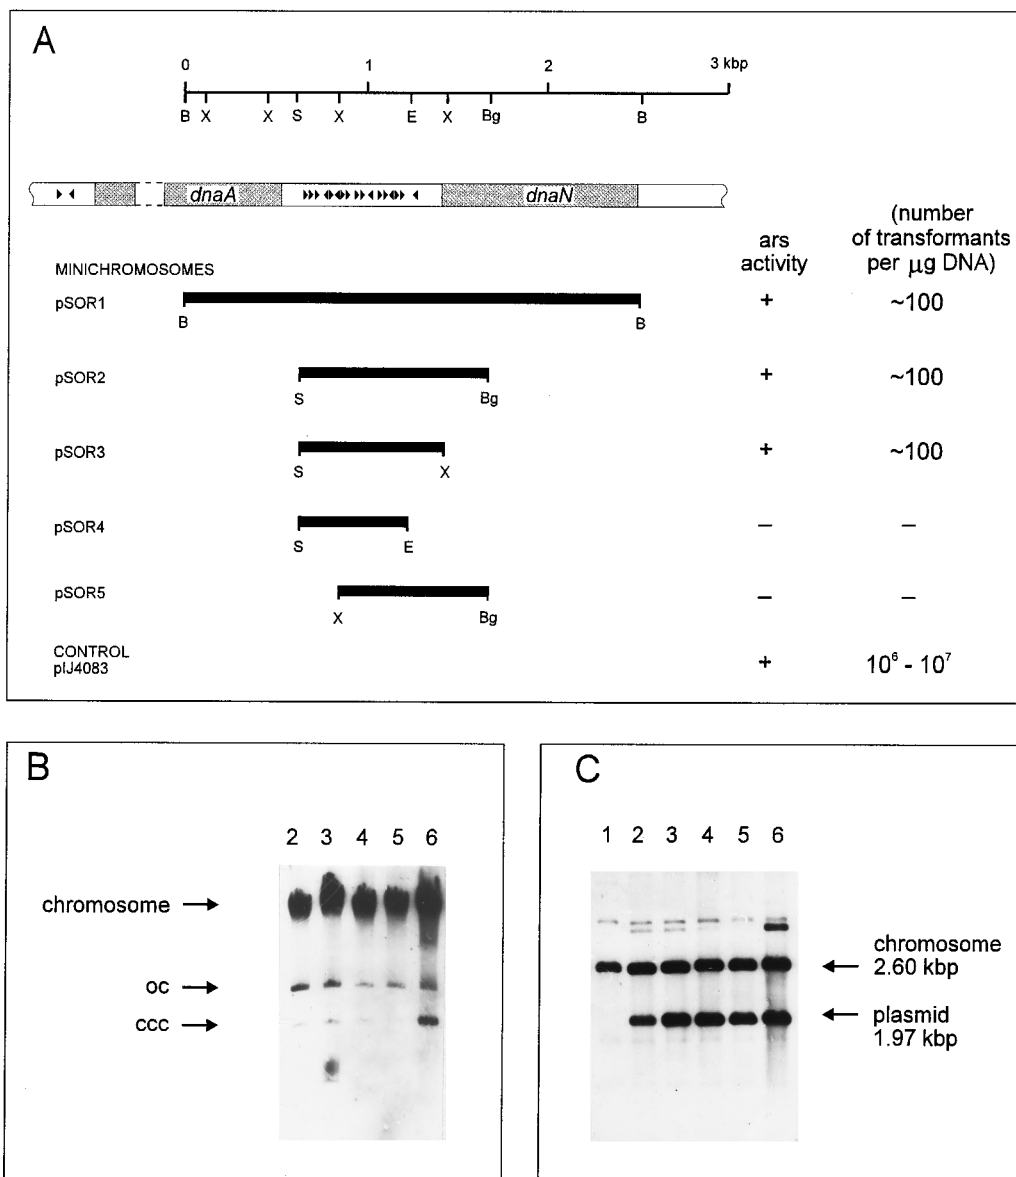 A
0 1 2 3 kbp
B X X S X E X Bg B
dnaA dnaN
ars activity
(number of transformants per μg DNA)
MINICHROMOSOMES
pSOR1 + ~100
B B
pSOR2 + ~100
S Bg
pSOR3 + ~100
S X
pSOR4 – –
S E
pSOR5 – –
X Bg
CONTROL
pIJ4083 + 10⁶ - 10⁷
B
2 3 4 5 6
chromosome
oc
ccc
C
1 2 3 4 5 6
chromosome
2.60 kbp
plasmid
1.97 kbp